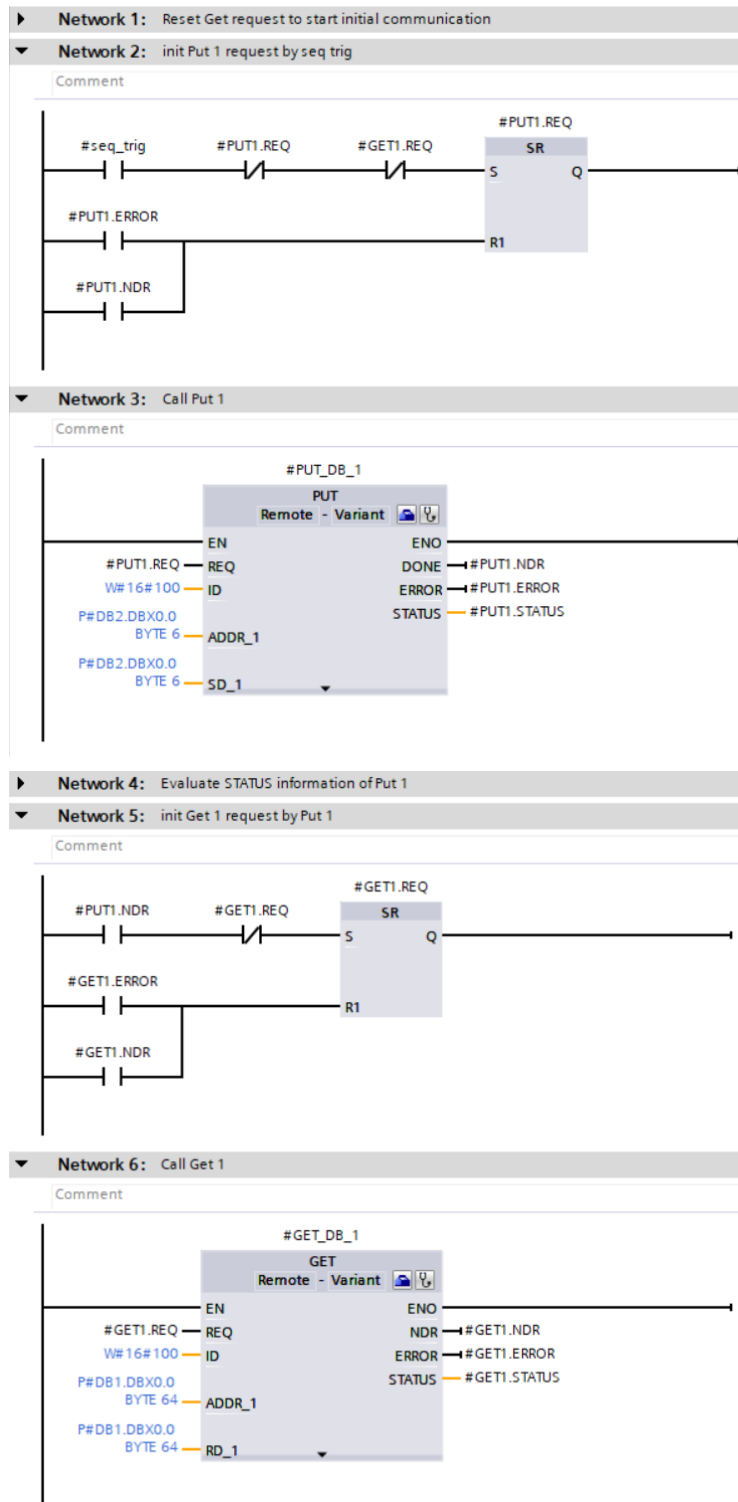 Network 1: Reset Get request to start initial communication
Network 2: init Put 1 request by seq trig
Comment
#PUT1.REQ
#seq_trig #PUT1.REQ #GET1.REQ SR
S Q
#PUT1.ERROR
R1
#PUT1.NDR
Network 3: Call Put 1
Comment
#PUT_DB_1
PUT
Remote - Variant
EN ENO
#PUT1.REQ REQ DONE #PUT1.NDR
W#16#100 ID ERROR #PUT1.ERROR
P#DB2.DBX0.0 STATUS #PUT1.STATUS
BYTE 6 ADDR_1
P#DB2.DBX0.0
BYTE 6 SD_1
Network 4: Evaluate STATUS information of Put 1
Network 5: init Get 1 request by Put 1
Comment
#GET1.REQ
#PUT1.NDR #GET1.REQ SR
S Q
#GET1.ERROR
R1
#GET1.NDR
Network 6: Call Get 1
Comment
#GET_DB_1
GET
Remote - Variant
EN ENO
#GET1.REQ REQ NDR #GET1.NDR
W#16#100 ID ERROR #GET1.ERROR
P#DB1.DBX0.0 STATUS #GET1.STATUS
BYTE 64 ADDR_1
P#DB1.DBX0.0
BYTE 64 RD_1